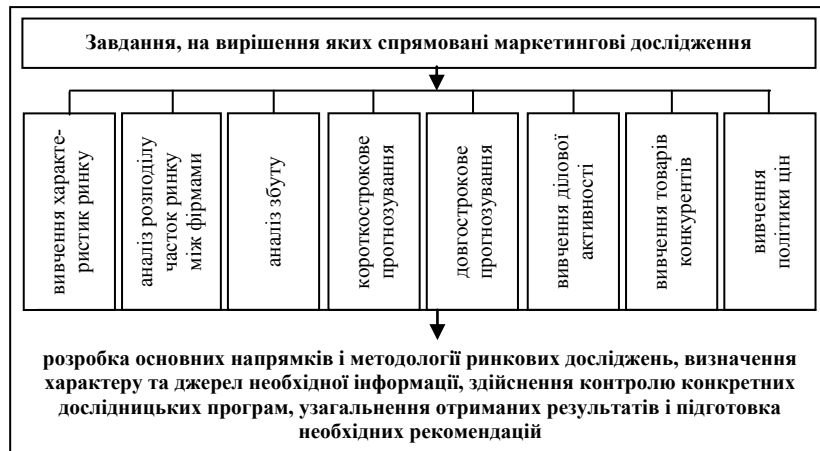 Завдання, на вирішення яких спрямовані маркетингові дослідження
вивчення характе-
ристик ринку
аналіз розподілу
часток ринку
між фірмами
аналіз збуту
короткострокове
прогнозування
довгострокове
прогнозування
вивчення ділової
активності
вивчення товарів
конкурентів
вивчення
політики цін
розробка основних напрямків і методології ринкових досліджень, визначення
характеру та джерел необхідної інформації, здійснення контролю конкретних
дослідницьких програм, узагальнення отриманих результатів і підготовка
необхідних рекомендацій